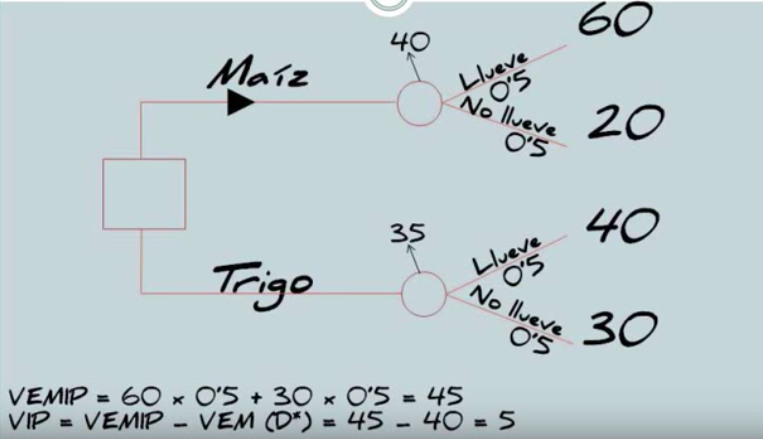 60
40
Maíz
Llueve
0'5
No llueve
0'5
20
40
35
Llueve
0'5
Trigo
No llueve
0'5
30
VEMIP = 60 x 0'5 + 30 x 0'5 = 45
VIP = VEMIP - VEM (D*) = 45 - 40 = 5